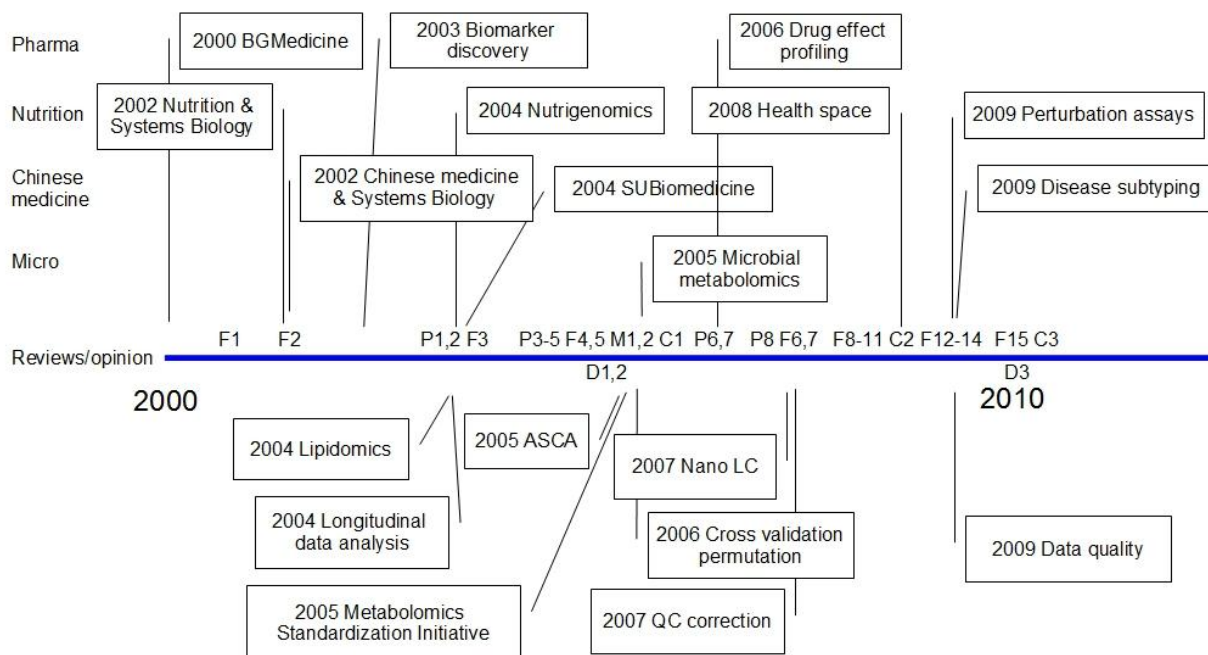 Pharma
2000 BGMedicine
2003 Biomarker
discovery
2006 Drug effect
profiling
Nutrition
2002 Nutrition &
Systems Biology
2004 Nutrigenomics
2008 Health space
2009 Perturbation assays
Chinese
medicine
2002 Chinese medicine
& Systems Biology
2004 SUBiomedicine
2009 Disease subtyping
Micro
2005 Microbial
metabolomics
F1 F2 P1,2 F3 P3-5 F4,5 M1,2 C1 P6,7 P8 F6,7 F8-11 C2 F12-14 F15 C3
Reviews/opinion
D1,2 D3
2000 2010
2004 Lipidomics
2005 ASCA
2007 Nano LC
2004 Longitudinal
data analysis
2006 Cross validation
permutation
2009 Data quality
2005 Metabolomics
Standardization Initiative
2007 QC correction